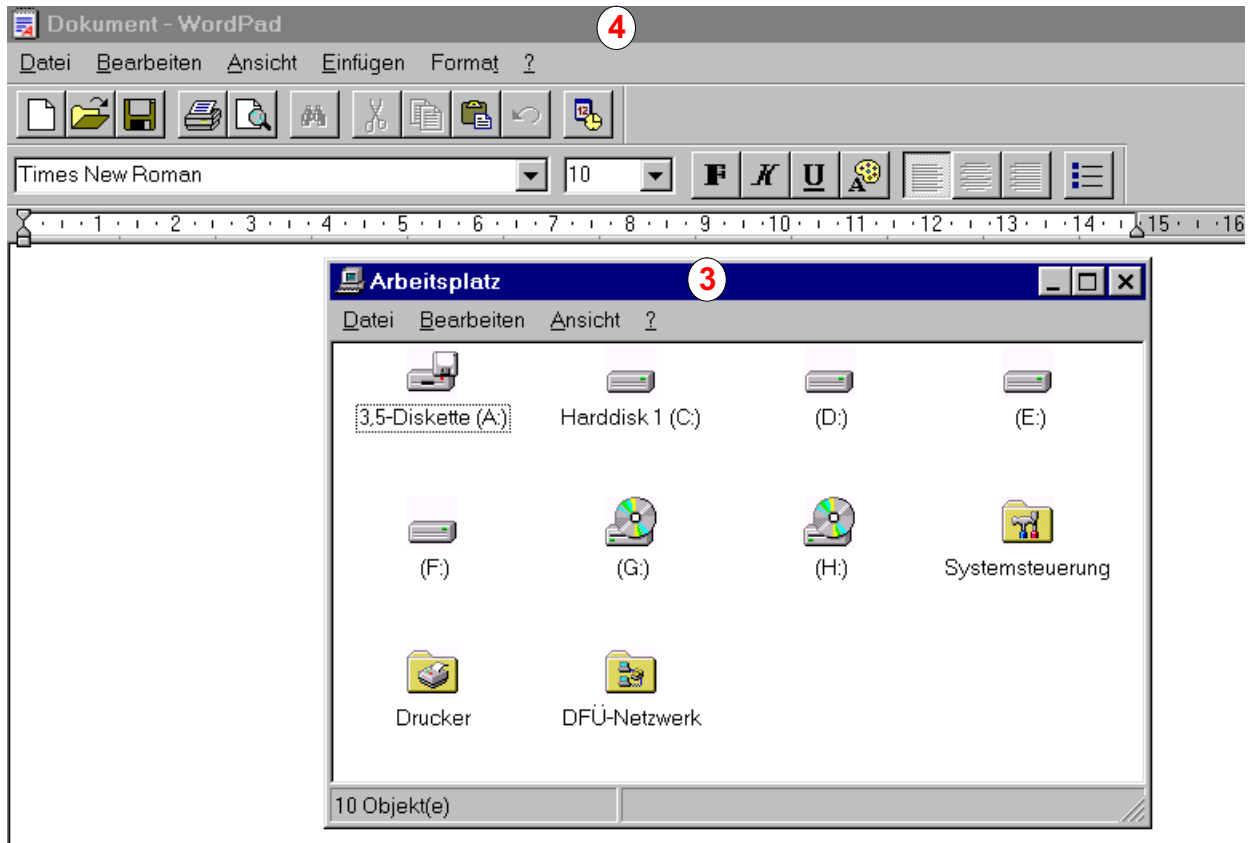 Dokument - WordPad 4
Datei Bearbeiten Ansicht Einfügen Format ?
12
Times New Roman 10 F K U A
1 2 3 4 5 6 7 8 9 10 11 12 13 14 15 16
Arbeitsplatz 3
Datei Bearbeiten Ansicht ?
3,5-Diskette (A:) Harddisk 1 (C:) (D:) (E:)
(F:) (G:) (H:) Systemsteuerung
Drucker DFÜ-Netzwerk
10 Objekt(e)